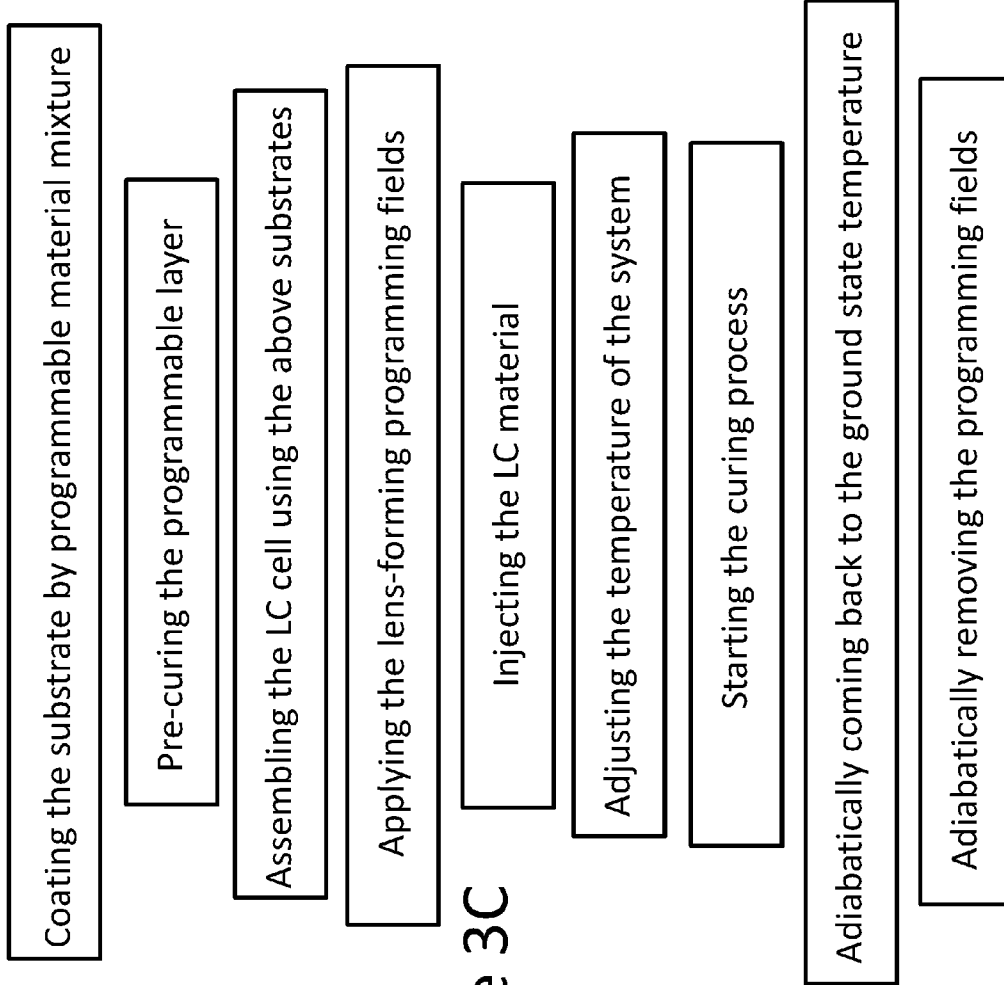 Coating the substrate by programmable material mixture
Pre-curing the programmable layer
Assembling the LC cell using the above substrates
Applying the lens-forming programming fields
Injecting the LC material
Adjusting the temperature of the system
Starting the curing process
Adiabatically coming back to the ground state temperature
Adiabatically removing the programming fields
e 3C